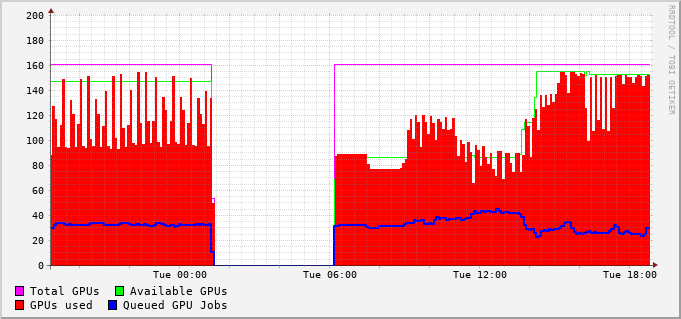 200
180
160
140
120
100
80
60
40
20
0
Tue 00:00 Tue 06:00 Tue 12:00 Tue 18:00
Total GPUs Available GPUs
GPUs used Queued GPU Jobs
RRDTOOL / TOBI OETIKER